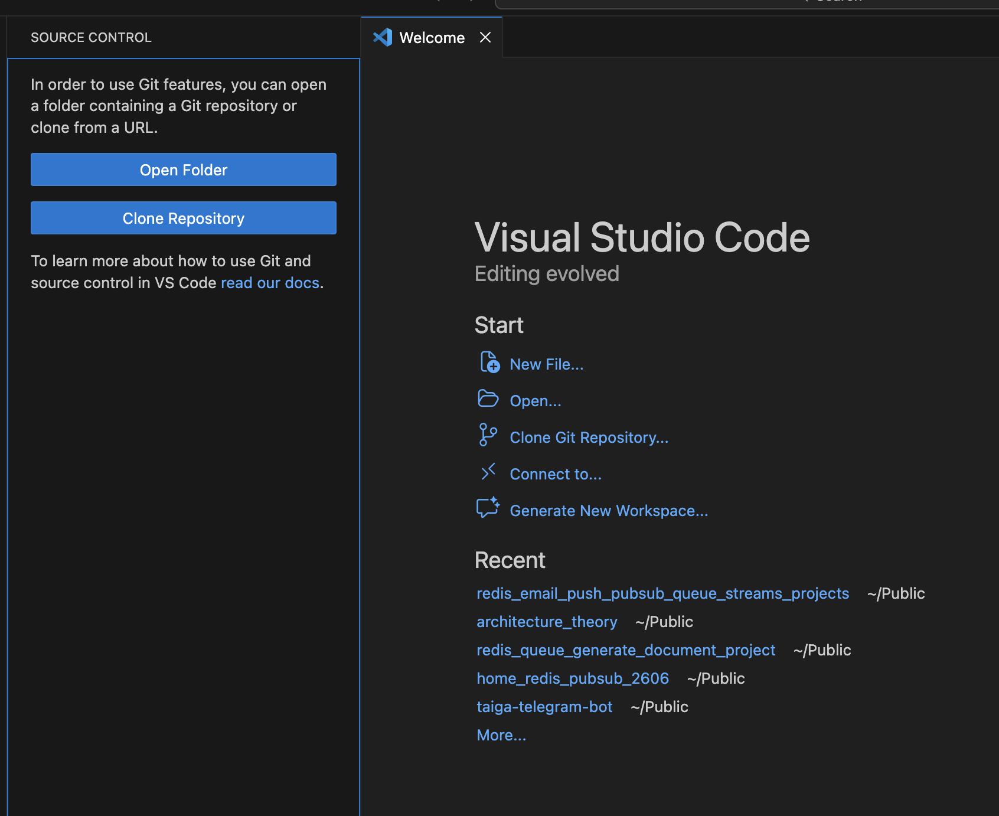 SOURCE CONTROL
Welcome
In order to use Git features, you can open
a folder containing a Git repository or
clone from a URL.
Open Folder
Clone Repository
To learn more about how to use Git and
source control in VS Code read our docs.
Visual Studio Code
Editing evolved
Start
New File...
Open...
Clone Git Repository...
Connect to...
Generate New Workspace...
Recent
redis_email_push_pubsub_queue_streams_projects ~/Public
architecture_theory ~/Public
redis_queue_generate_document_project ~/Public
home_redis_pubsub_2606 ~/Public
taiga-telegram-bot ~/Public
More...